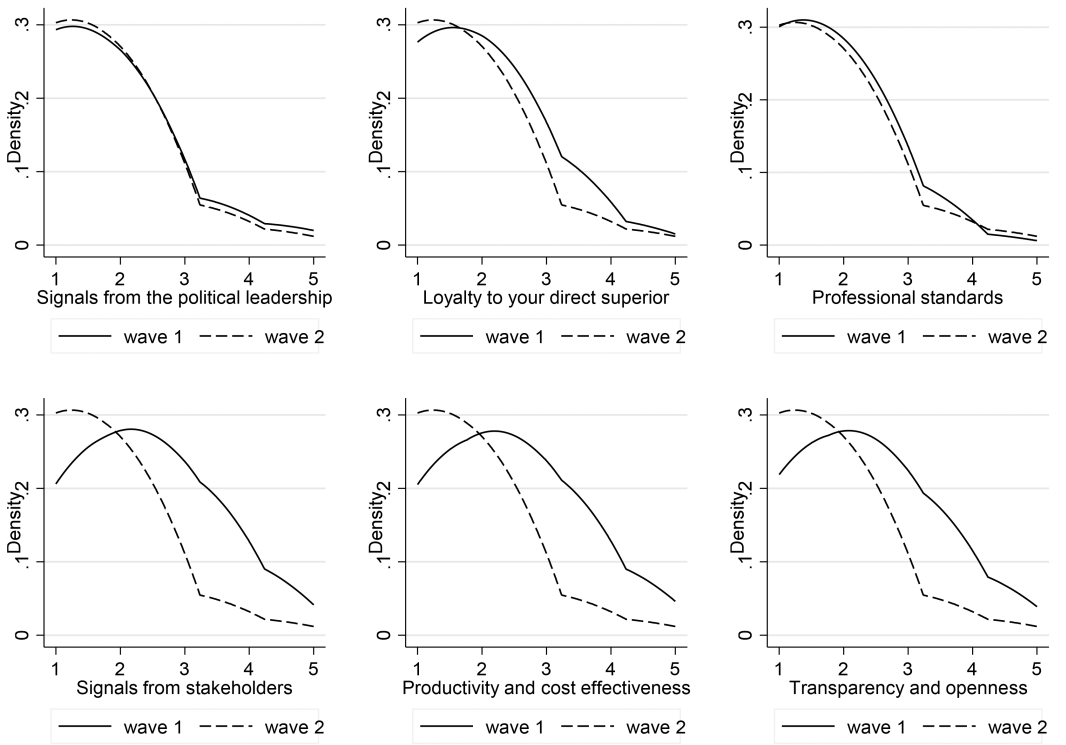 Density
0 .1 .2 .3
1 2 3 4 5
Signals from the political leadership
wave 1 wave 2
Density
0 .1 .2 .3
1 2 3 4 5
Loyalty to your direct superior
wave 1 wave 2
Density
0 .1 .2 .3
1 2 3 4 5
Professional standards
wave 1 wave 2
Density
0 .1 .2 .3
1 2 3 4 5
Signals from stakeholders
wave 1 wave 2
Density
0 .1 .2 .3
1 2 3 4 5
Productivity and cost effectiveness
wave 1 wave 2
Density
0 .1 .2 .3
1 2 3 4 5
Transparency and openness
wave 1 wave 2